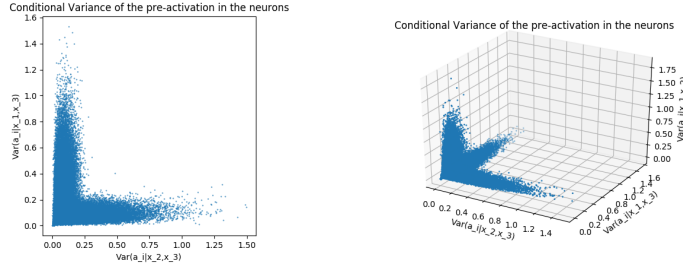 Conditional Variance of the pre-activation in the neurons
1.6
1.4
1.2
1.0
0.8
0.6
0.4
0.2
0.0
Var(a_i|x_1,x_3)
0.00 0.25 0.50 0.75 1.00 1.25 1.50
Var(a_i|x_2,x_3)
Conditional Variance of the pre-activation in the neurons
1.75
1.50
1.25
1.00
0.75
0.50
0.25
0.00
0.0 0.2 0.4 0.6 0.8 1.0 1.2 1.4
Var(a_i|x_2,x_3)
0.0 0.2 0.4 0.6 0.8 1.0 1.2 1.4 1.6
Var(a_i|x_1,x_3)